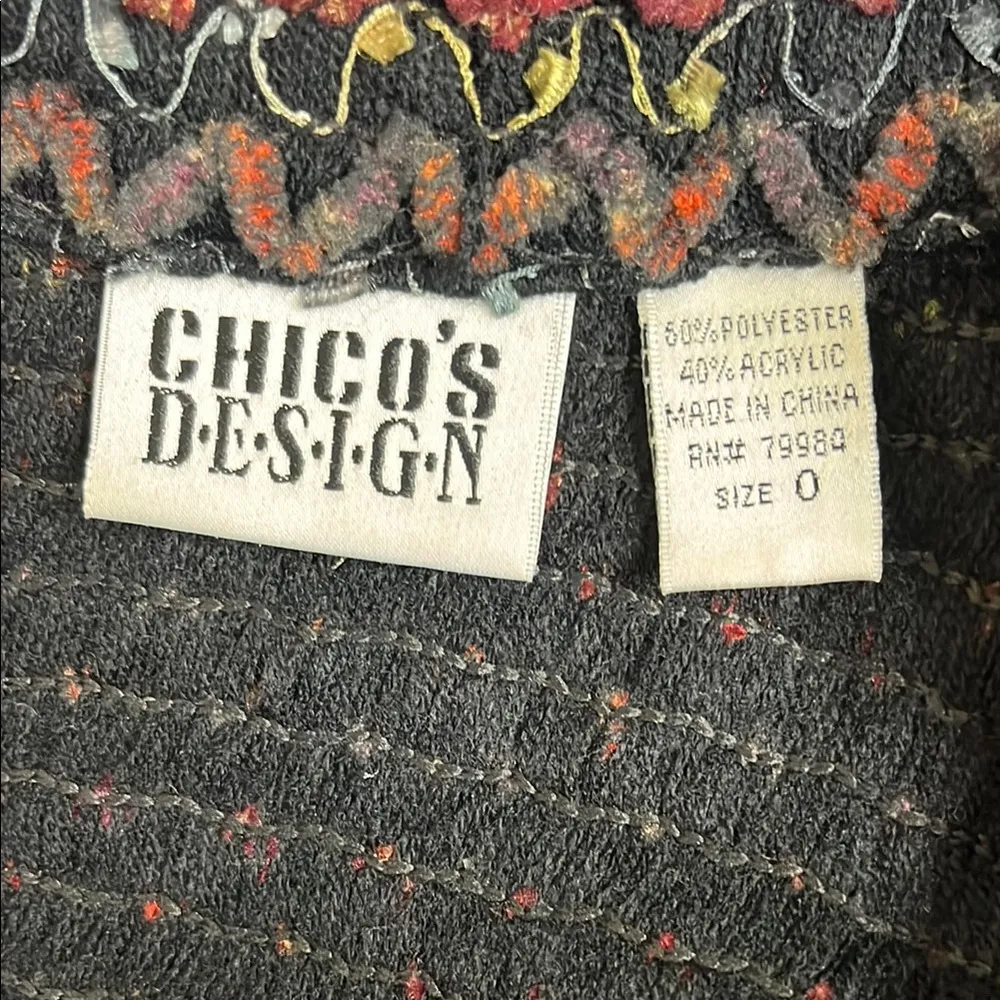 CHICO'S
D·E·S·I·G·N
60% POLYESTER
40% ACRYLIC
MADE IN CHINA
RN# 79984
SIZE 0